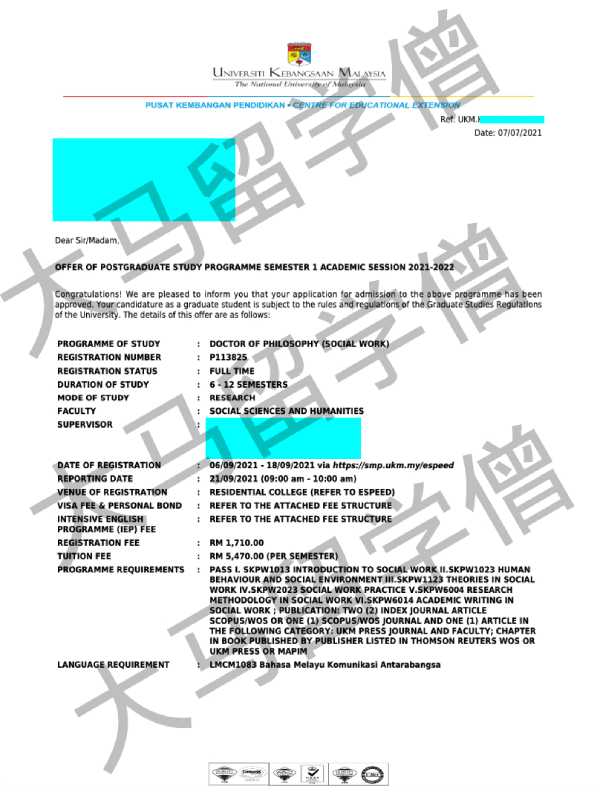 UNIVERSITI KEBANGSAAN MALAYSIA
The National University of Malaysia
PUSAT KEMBANGAN PENDIDIKAN • CENTRE FOR EDUCATIONAL EXTENSION
Ref: UKM.
Date: 07/07/2021
Dear Sir/Madam,
OFFER OF POSTGRADUATE STUDY PROGRAMME SEMESTER 1 ACADEMIC SESSION 2021-2022
Congratulations! We are pleased to inform you that your application for admission to the above programme has been
approved. Your candidature as a graduate student is subject to the rules and regulations of the Graduate Studies Regulations
of the University. The details of this offer are as follows:
PROGRAMME OF STUDY : DOCTOR OF PHILOSOPHY (SOCIAL WORK)
REGISTRATION NUMBER : P113825
REGISTRATION STATUS : FULL TIME
DURATION OF STUDY : 6 - 12 SEMESTERS
MODE OF STUDY : RESEARCH
FACULTY : SOCIAL SCIENCES AND HUMANITIES
SUPERVISOR :
DATE OF REGISTRATION : 06/09/2021 - 18/09/2021 via https://smp.ukm.my/espeed
REPORTING DATE : 21/09/2021 (09:00 am – 10:00 am)
VENUE OF REGISTRATION : RESIDENTIAL COLLEGE (REFER TO ESPEED)
VISA FEE & PERSONAL BOND : REFER TO THE ATTACHED FEE STRUCTURE
INTENSIVE ENGLISH : REFER TO THE ATTACHED FEE STRUCTURE
PROGRAMME (IEP) FEE
REGISTRATION FEE : RM 1,710.00
TUITION FEE : RM 5,470.00 (PER SEMESTER)
PROGRAMME REQUIREMENTS : PASS I. SKPW1013 INTRODUCTION TO SOCIAL WORK II.SKPW1023 HUMAN
BEHAVIOUR AND SOCIAL ENVIRONMENT III.SKPW1123 THEORIES IN SOCIAL
WORK IV.SKPW2023 SOCIAL WORK PRACTICE V.SKPW6004 RESEARCH
METHODOLOGY IN SOCIAL WORK VI.SKPW6014 ACADEMIC WRITING IN
SOCIAL WORK ; PUBLICATION: TWO (2) INDEX JOURNAL ARTICLE
SCOPUS/WOS OR ONE (1) SCOPUS/WOS JOURNAL AND ONE (1) ARTICLE IN
THE FOLLOWING CATEGORY: UKM PRESS JOURNAL AND FACULTY; CHAPTER
IN BOOK PUBLISHED BY PUBLISHER LISTED IN THOMSON REUTERS WOS OR
UKM PRESS OR MAPIM
LANGUAGE REQUIREMENT : LMCM1083 Bahasa Melayu Komunikasi Antarabangsa
大马留学僧
大马留学僧
大马留学僧